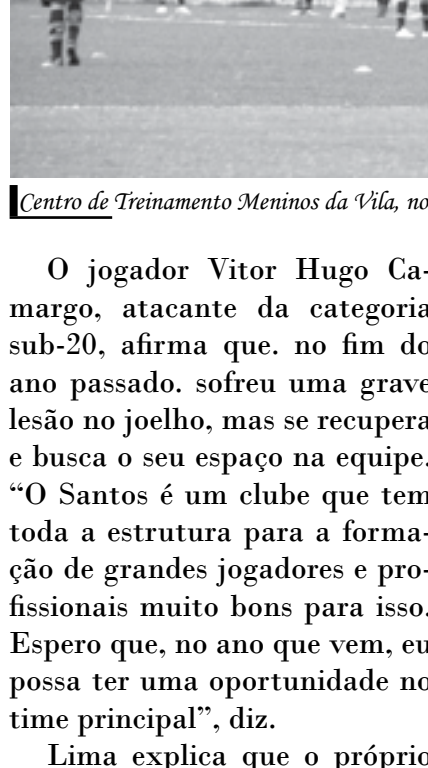 Centro de Treinamento Meninos da Vila, no
O jogador Vitor Hugo Ca-
margo, atacante da categoria
sub-20, afirma que. no fim do
ano passado. sofreu uma grave
lesão no joelho, mas se recupera
e busca o seu espaço na equipe.
“O Santos é um clube que tem
toda a estrutura para a forma-
ção de grandes jogadores e pro-
fissionais muito bons para isso.
Espero que, no ano que vem, eu
possa ter uma oportunidade no
time principal”, diz.
Lima explica que o próprio